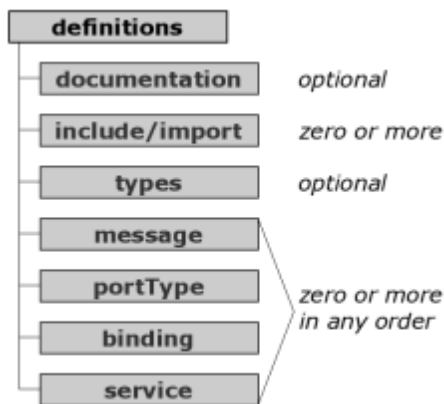 definitions
documentation optional
include/import zero or more
types optional
message
portType
zero or more
in any order
binding
service